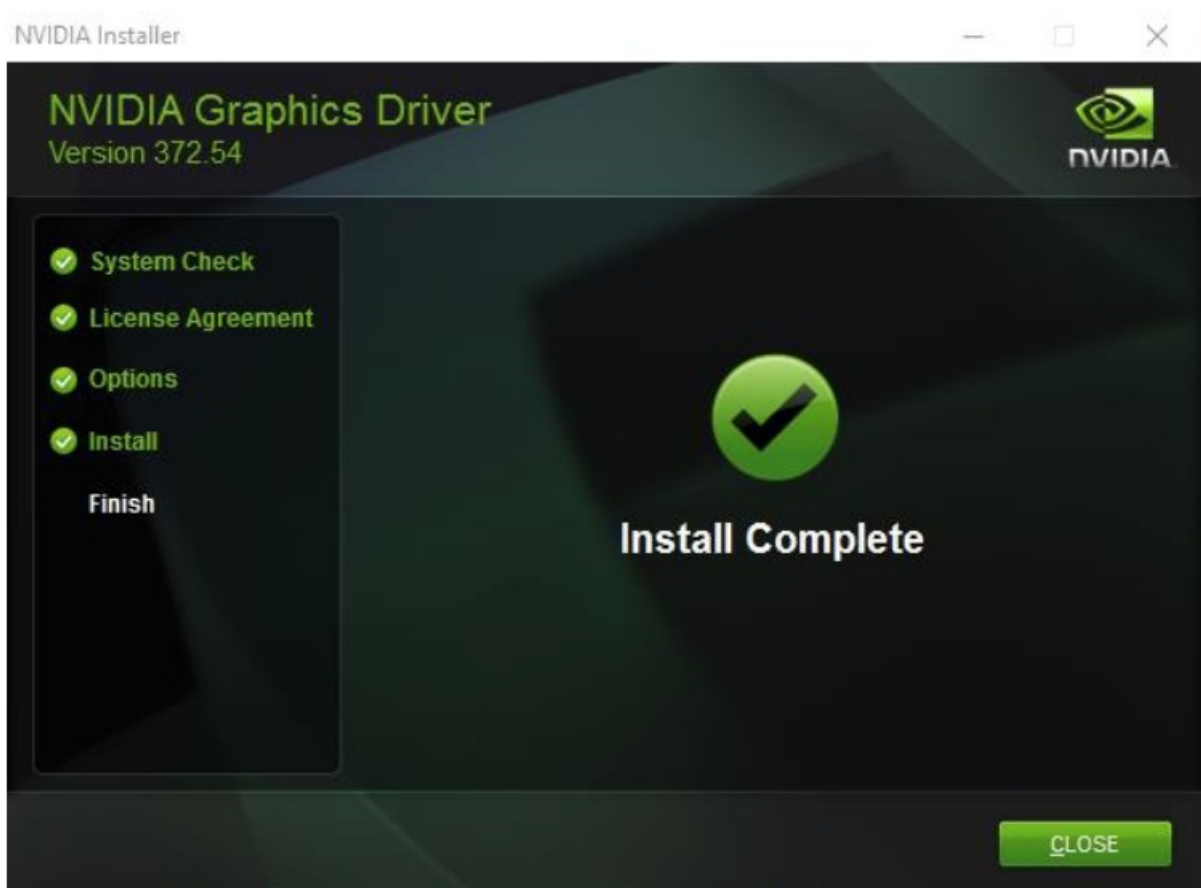 NVIDIA Installer
NVIDIA Graphics Driver
Version 372.54
NVIDIA
System Check
License Agreement
Options
Install
Finish
Install Complete
CLOSE